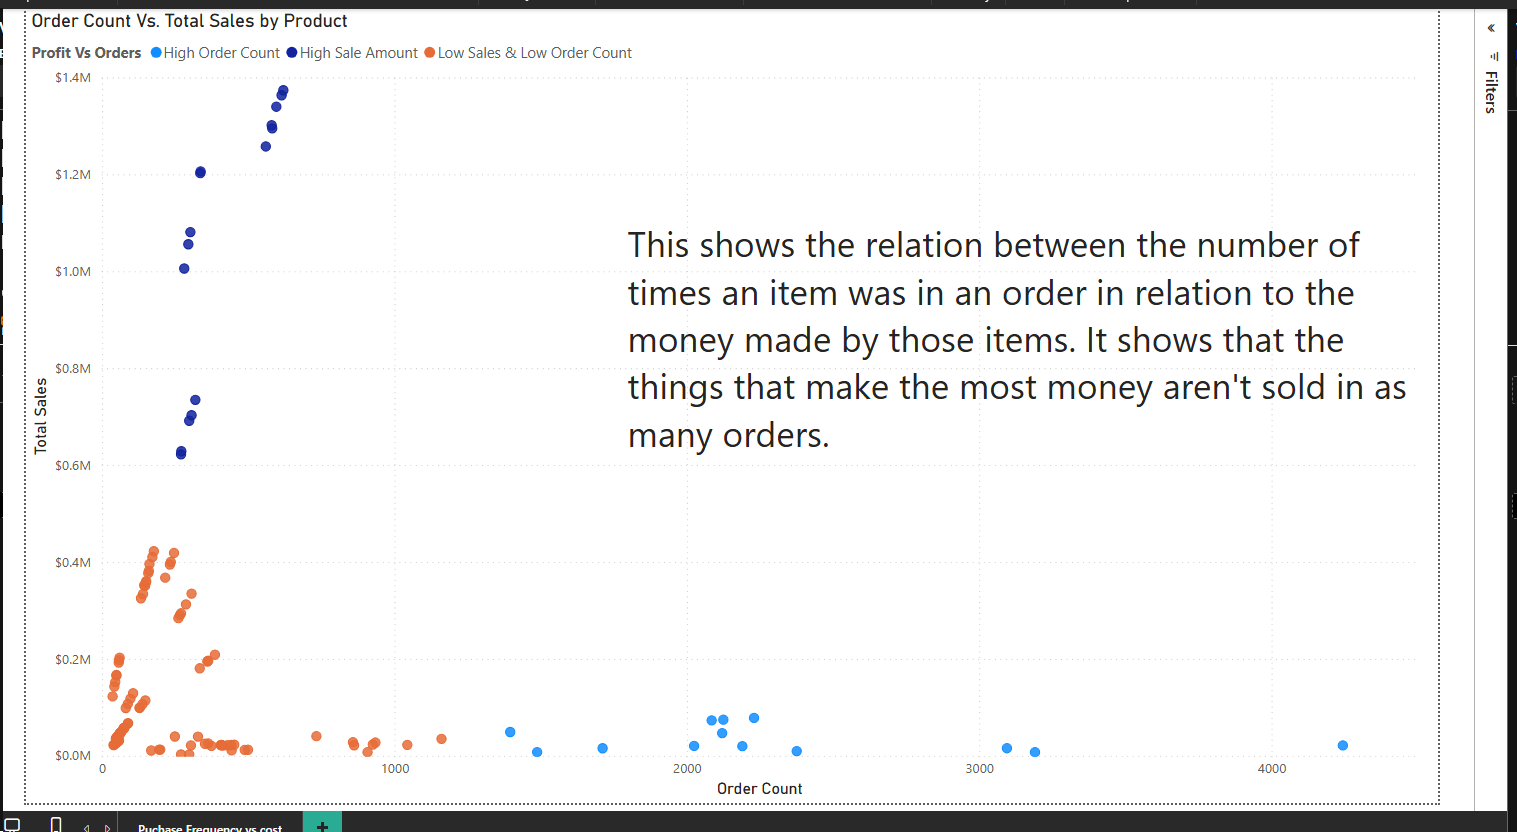 Order Count Vs. Total Sales by Product
Profit Vs Orders High Order Count High Sale Amount Low Sales & Low Order Count
Filters
$1.4M
$1.2M
$1.0M
$0.8M
$0.6M
$0.4M
$0.2M
$0.0M
Total Sales
This shows the relation between the number of
times an item was in an order in relation to the
money made by those items. It shows that the
things that make the most money aren't sold in as
many orders.
0 1000 2000 3000 4000
Order Count
Puchase Frequency vs cost